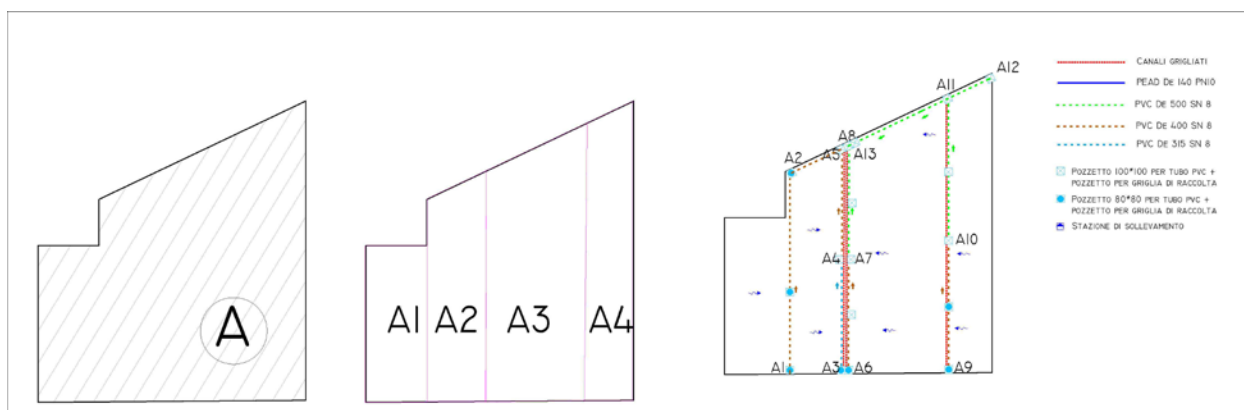 A
A1
A2
A3
A4
A12
A11
A8
A5
A13
A2
A10
A4
A7
A1
A3
A6
A9
CANALI GRIGLIATI
PEAD DE 140 PN10
PVC DE 500 SN 8
PVC DE 400 SN 8
PVC DE 315 SN 8
POZZETTO 100*100 PER TUBO PVC +
POZZETTO PER GRIGLIA DI RACCOLTA
POZZETTO 80*80 PER TUBO PVC +
POZZETTO PER GRIGLIA DI RACCOLTA
STAZIONE DI SOLLEVAMENTO